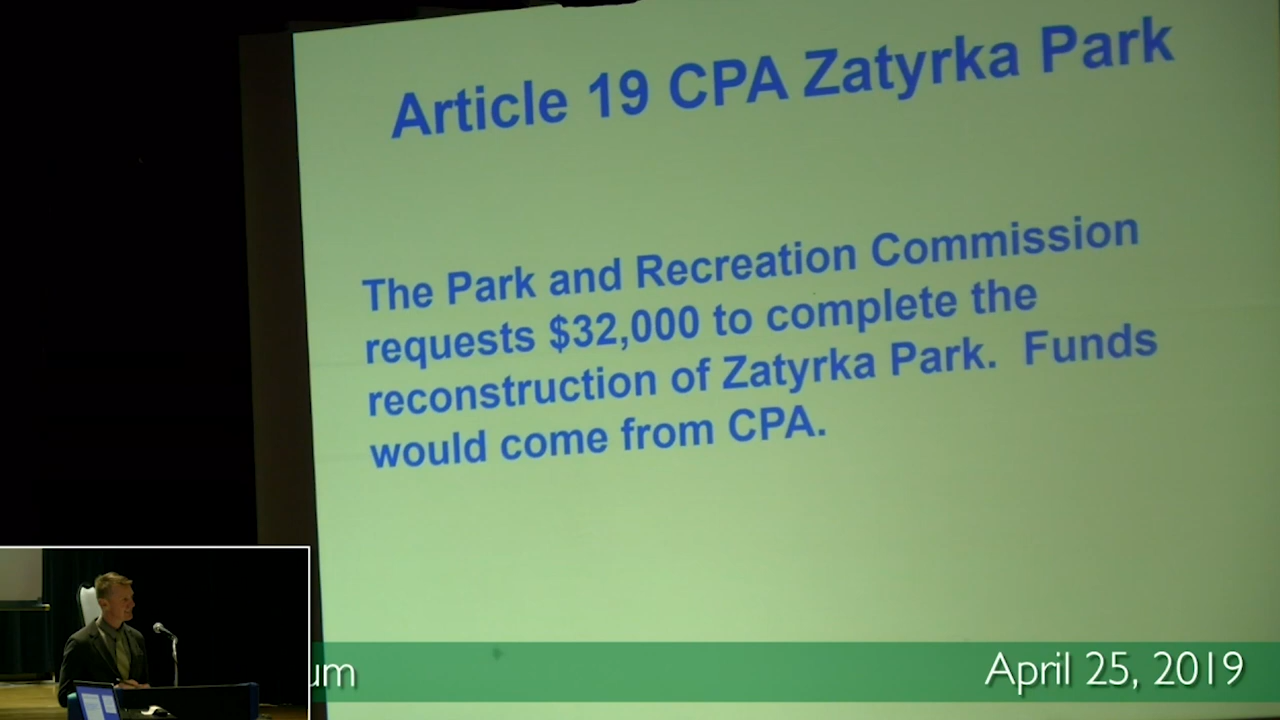 Article 19 CPA Zatyrka Park
The Park and Recreation Commission
requests $32,000 to complete the
reconstruction of Zatyrka Park.  Funds
would come from CPA.
um
April 25, 2019